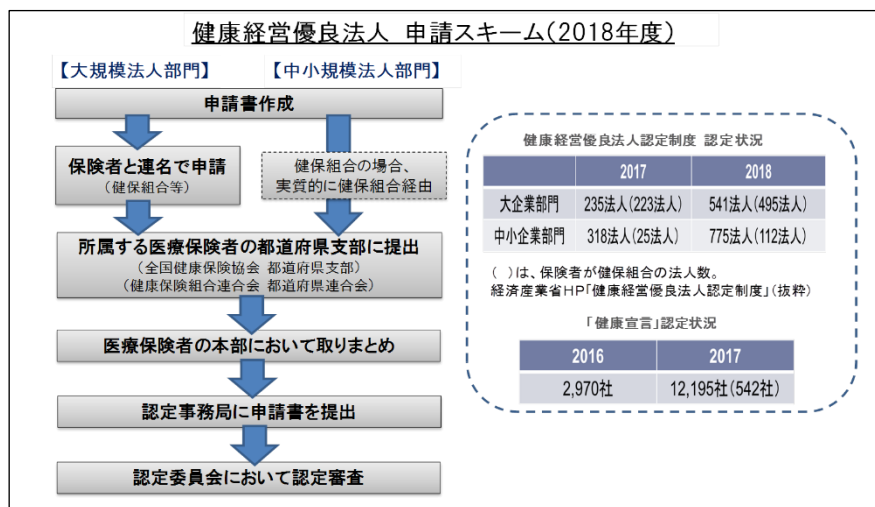 健康経営優良法人 申請スキーム(2018年度)
【大規模法人部門】 【中小規模法人部門】
申請書作成
保険者と連名で申請
(健保組合等)
健保組合の場合、
実質的に健保組合経由
所属する医療保険者の都道府県支部に提出
(全国健康保険協会 都道府県支部)
(健康保険組合連合会 都道府県連合会)
医療保険者の本部において取りまとめ
認定事務局に申請書を提出
認定委員会において認定審査
健康経営優良法人認定制度 認定状況
2017 2018
大企業部門 235法人(223法人) 541法人(495法人)
中小企業部門 318法人(25法人) 775法人(112法人)
( )は、保険者が健保組合の法人数。
経済産業省HP「健康経営優良法人認定制度」(抜粋)
「健康宣言」認定状況
2016 2017
2,970社 12,195社(542社)